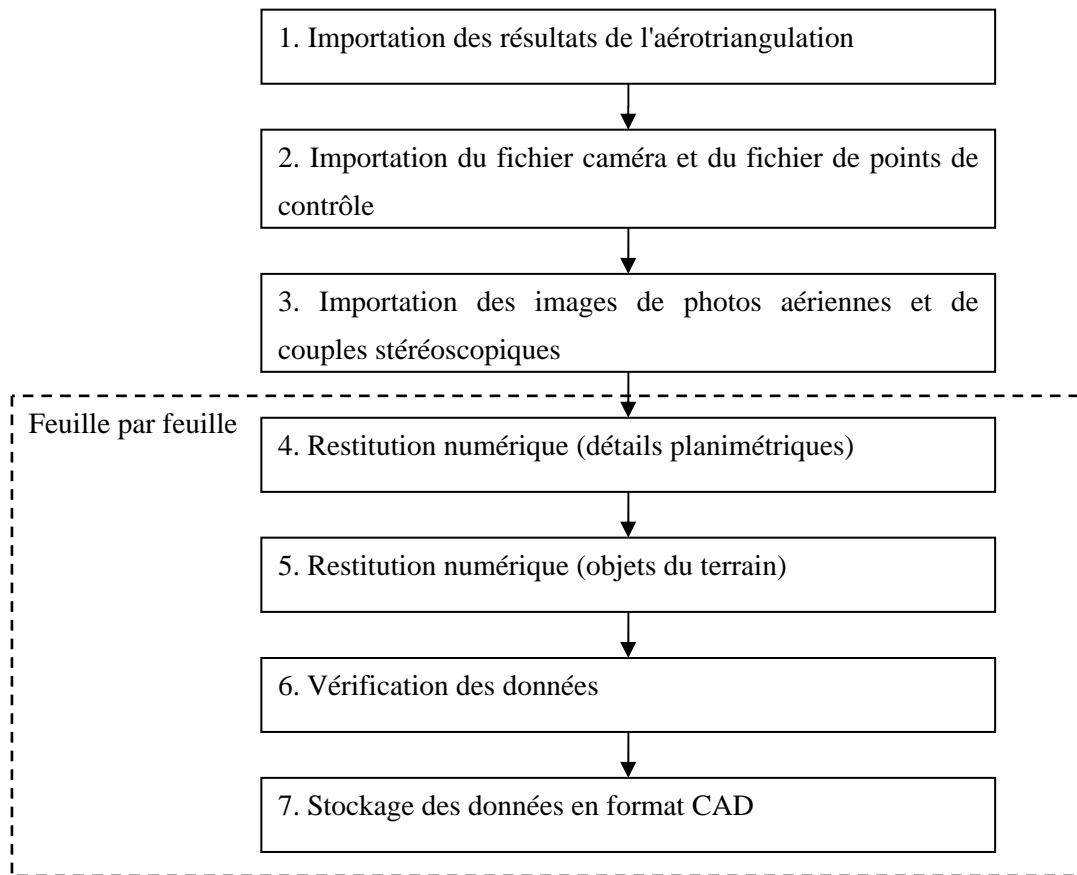 1. Importation des résultats de l'aérotriangulation
2. Importation du fichier caméra et du fichier de points de
contrôle
3. Importation des images de photos aériennes et de
couples stéréoscopiques
Feuille par feuille
4. Restitution numérique (détails planimétriques)
5. Restitution numérique (objets du terrain)
6. Vérification des données
7. Stockage des données en format CAD